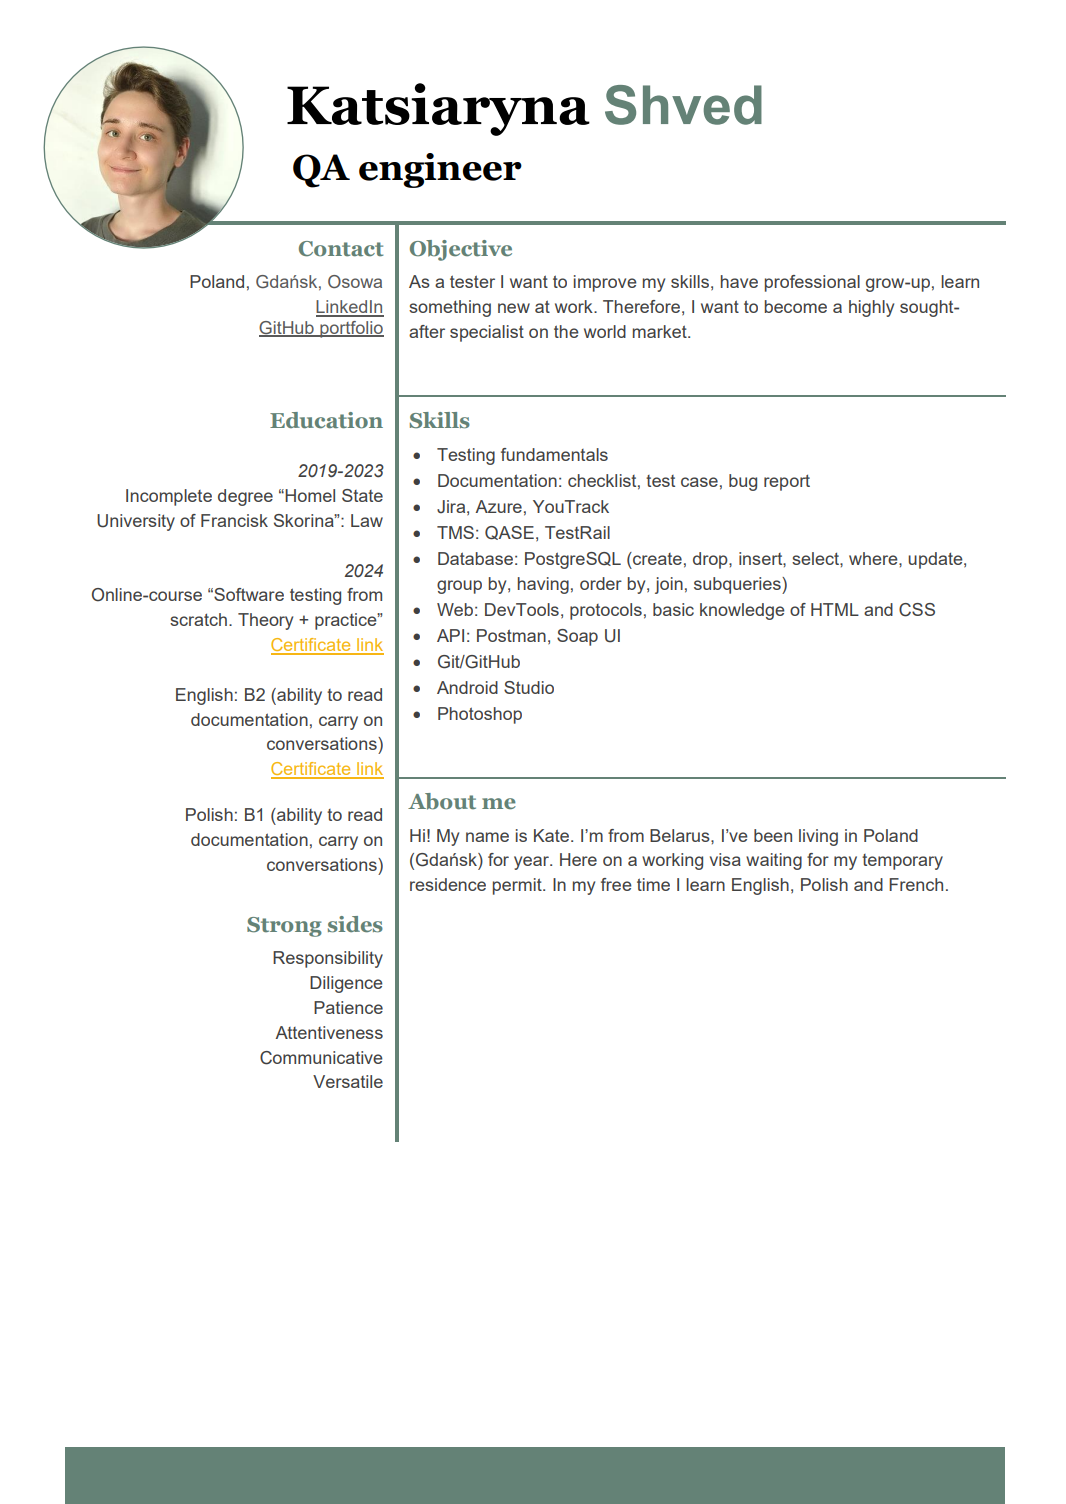 Katsiaryna Shved
QA engineer
Contact
Poland, Gdańsk, Osowa
LinkedIn
GitHub portfolio
Education
2019-2023
Incomplete degree “Homel State
University of Francisk Skorina”: Law
2024
Online-course “Software testing from
scratch. Theory + practice”
Certificate link
English: B2 (ability to read
documentation, carry on
conversations)
Certificate link
Polish: B1 (ability to read
documentation, carry on
conversations)
Strong sides
Responsibility
Diligence
Patience
Attentiveness
Communicative
Versatile
Objective
As a tester I want to improve my skills, have professional grow-up, learn
something new at work. Therefore, I want to become a highly sought-
after specialist on the world market.
Skills
• Testing fundamentals
• Documentation: checklist, test case, bug report
• Jira, Azure, YouTrack
• TMS: QASE, TestRail
• Database: PostgreSQL (create, drop, insert, select, where, update,
group by, having, order by, join, subqueries)
• Web: DevTools, protocols, basic knowledge of HTML and CSS
• API: Postman, Soap UI
• Git/GitHub
• Android Studio
• Photoshop
About me
Hi! My name is Kate. I’m from Belarus, I’ve been living in Poland
(Gdańsk) for year. Here on a working visa waiting for my temporary
residence permit. In my free time I learn English, Polish and French.